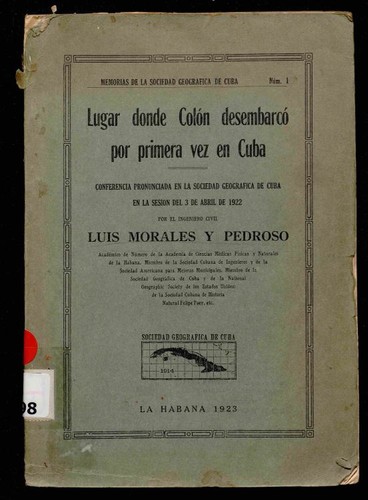 MEMORIAS DE LA SOCIEDAD GEOGRAFICA DE CUBA Núm. 1
Lugar donde Colón desembarcó
por primera vez en Cuba
CONFERENCIA PRONUNCIADA EN LA SOCIEDAD GEOGRAFICA DE CUBA
EN LA SESION DEL 3 DE ABRIL DE 1922
POR EL INGENIERO CIVIL
LUIS MORALES Y PEDROSO
Académico de Número de la Academia de Ciencias Médicas Físicas y Naturales
de la Habana, Miembro de la Sociedad Cubana de Ingenieros y de la
Sociedad Americana para Mejoras Municipales, Miembro de la
Sociedad Geográfica de Cuba y de la National
Geographic Society de los Estados Unidos
de la Sociedad Cubana de Historia
Natural Felipe Poey, etc.
SOCIEDAD GEOGRAFICA DE CUBA
1914
LA HABANA 1923
98